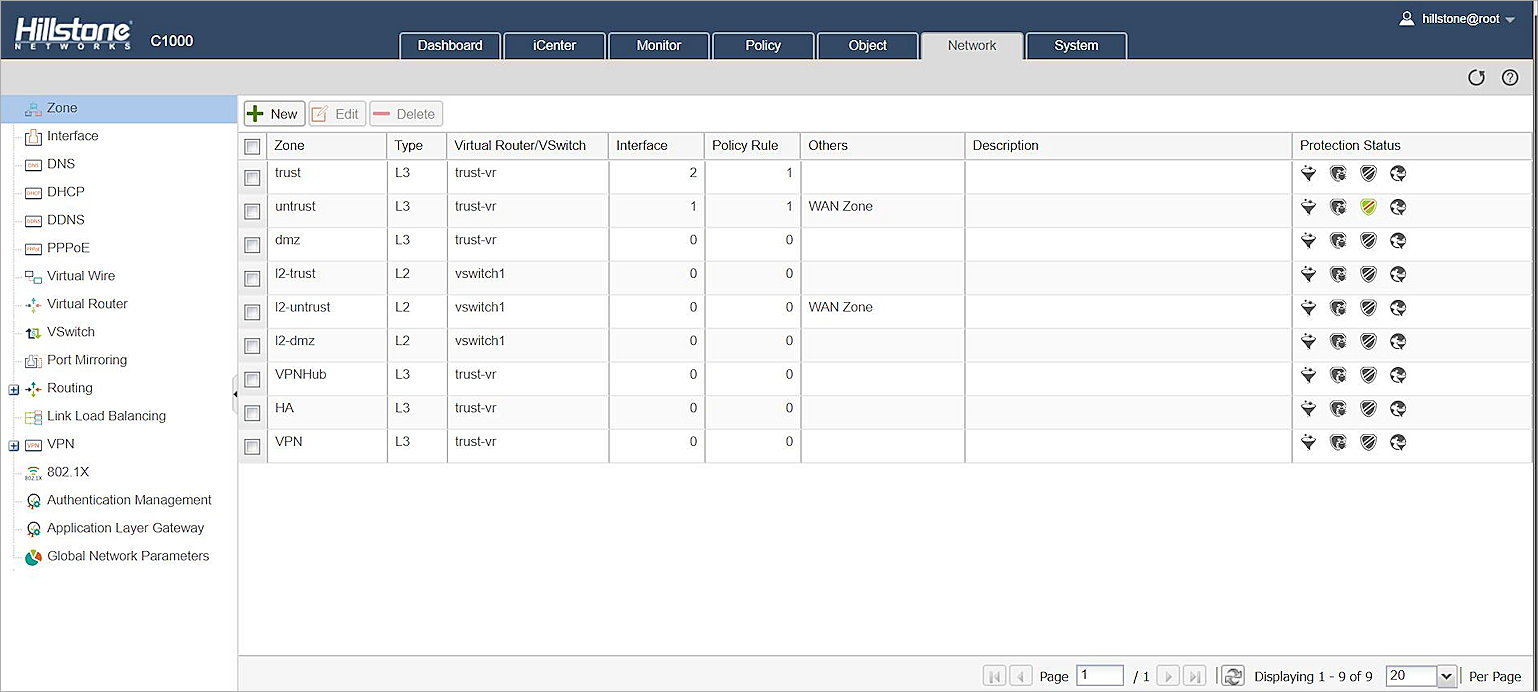 Hillstone
NETWORKS
C1000
hillstone@root
Dashboard iCenter Monitor Policy Object Network System
Zone
Interface
DNS
DHCP
DDNS
PPPoE
Virtual Wire
Virtual Router
VSwitch
Port Mirroring
Routing
Link Load Balancing
VPN
802.1X
Authentication Management
Application Layer Gateway
Global Network Parameters
New Edit Delete
Zone Type Virtual Router/VSwitch Interface Policy Rule Others Description Protection Status
trust L3 trust-vr 2 1
untrust L3 trust-vr 1 1 WAN Zone
dmz L3 trust-vr 0 0
l2-trust L2 vswitch1 0 0
l2-untrust L2 vswitch1 0 0 WAN Zone
l2-dmz L2 vswitch1 0 0
VPNHub L3 trust-vr 0 0
HA L3 trust-vr 0 0
VPN L3 trust-vr 0 0
Page 1 / 1 Displaying 1 - 9 of 9 20 Per Page